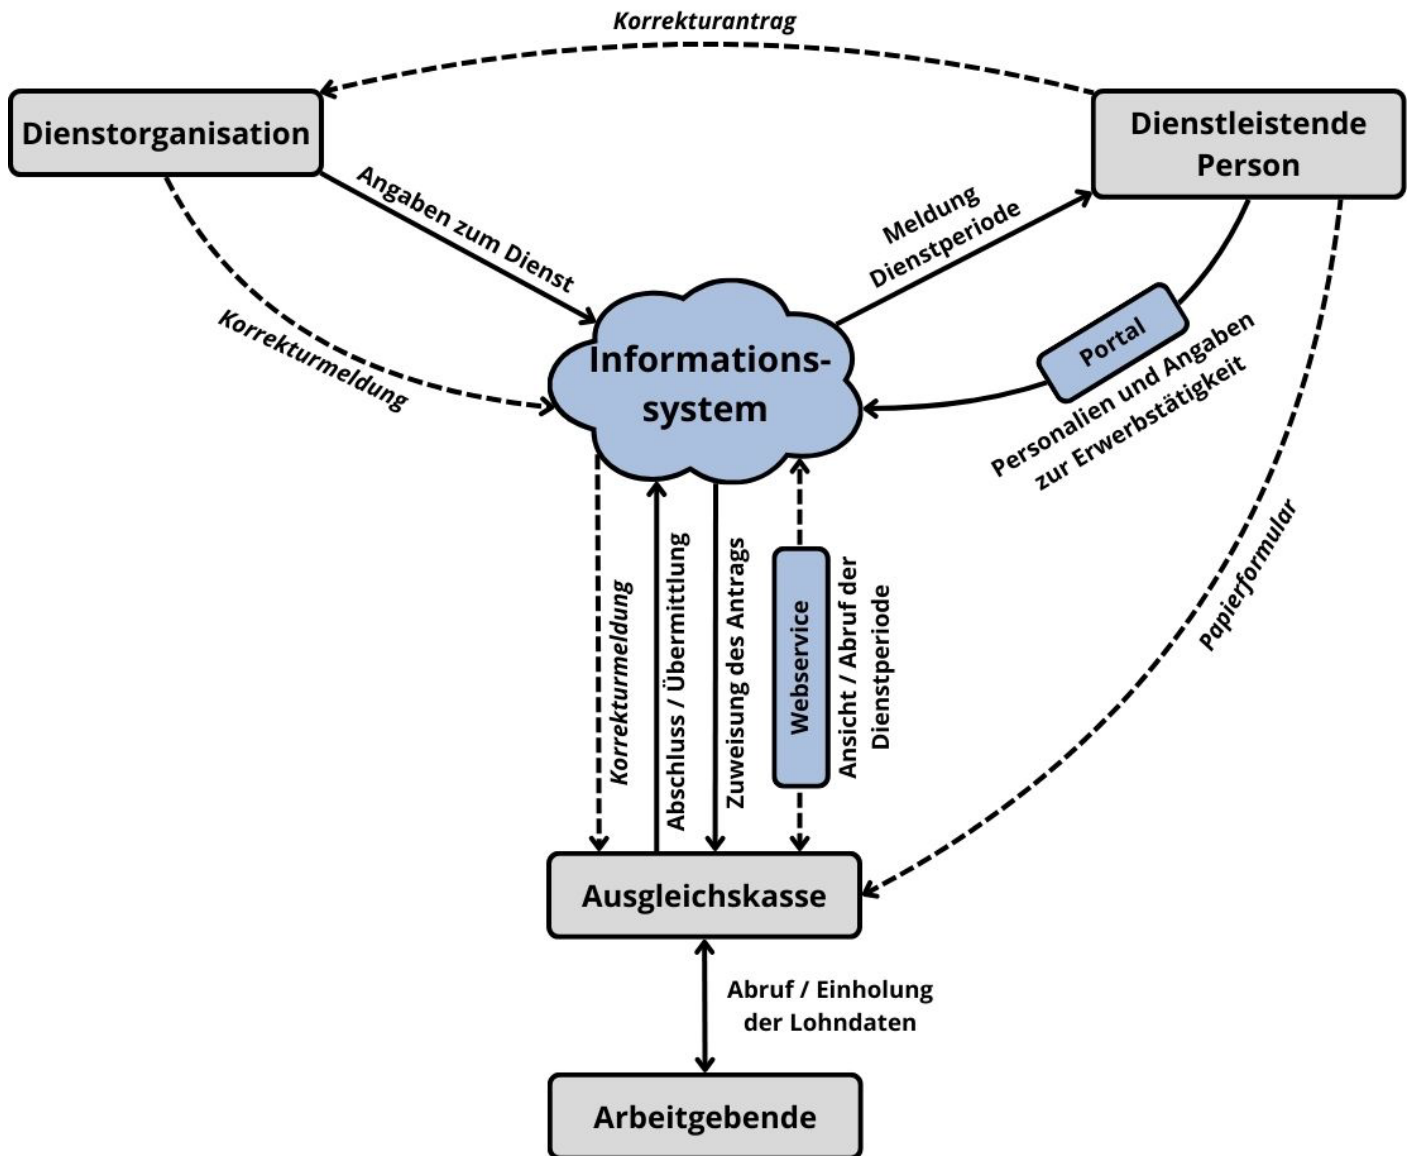 Korrekturantrag
Dienstorganisation
Dienstleistende
Person
Angaben zum Dienst
Meldung
Dienstperiode
Korrekturmeldung
Informations-
system
Portal
Personalien und Angaben
zur Erwerbstätigkeit
Korrekturmeldung
Abschluss / Übermittlung
Zuweisung des Antrags
Webservice
Ansicht / Abruf der
Dienstperiode
Papierformular
Ausgleichskasse
Abruf / Einholung
der Lohndaten
Arbeitgebende